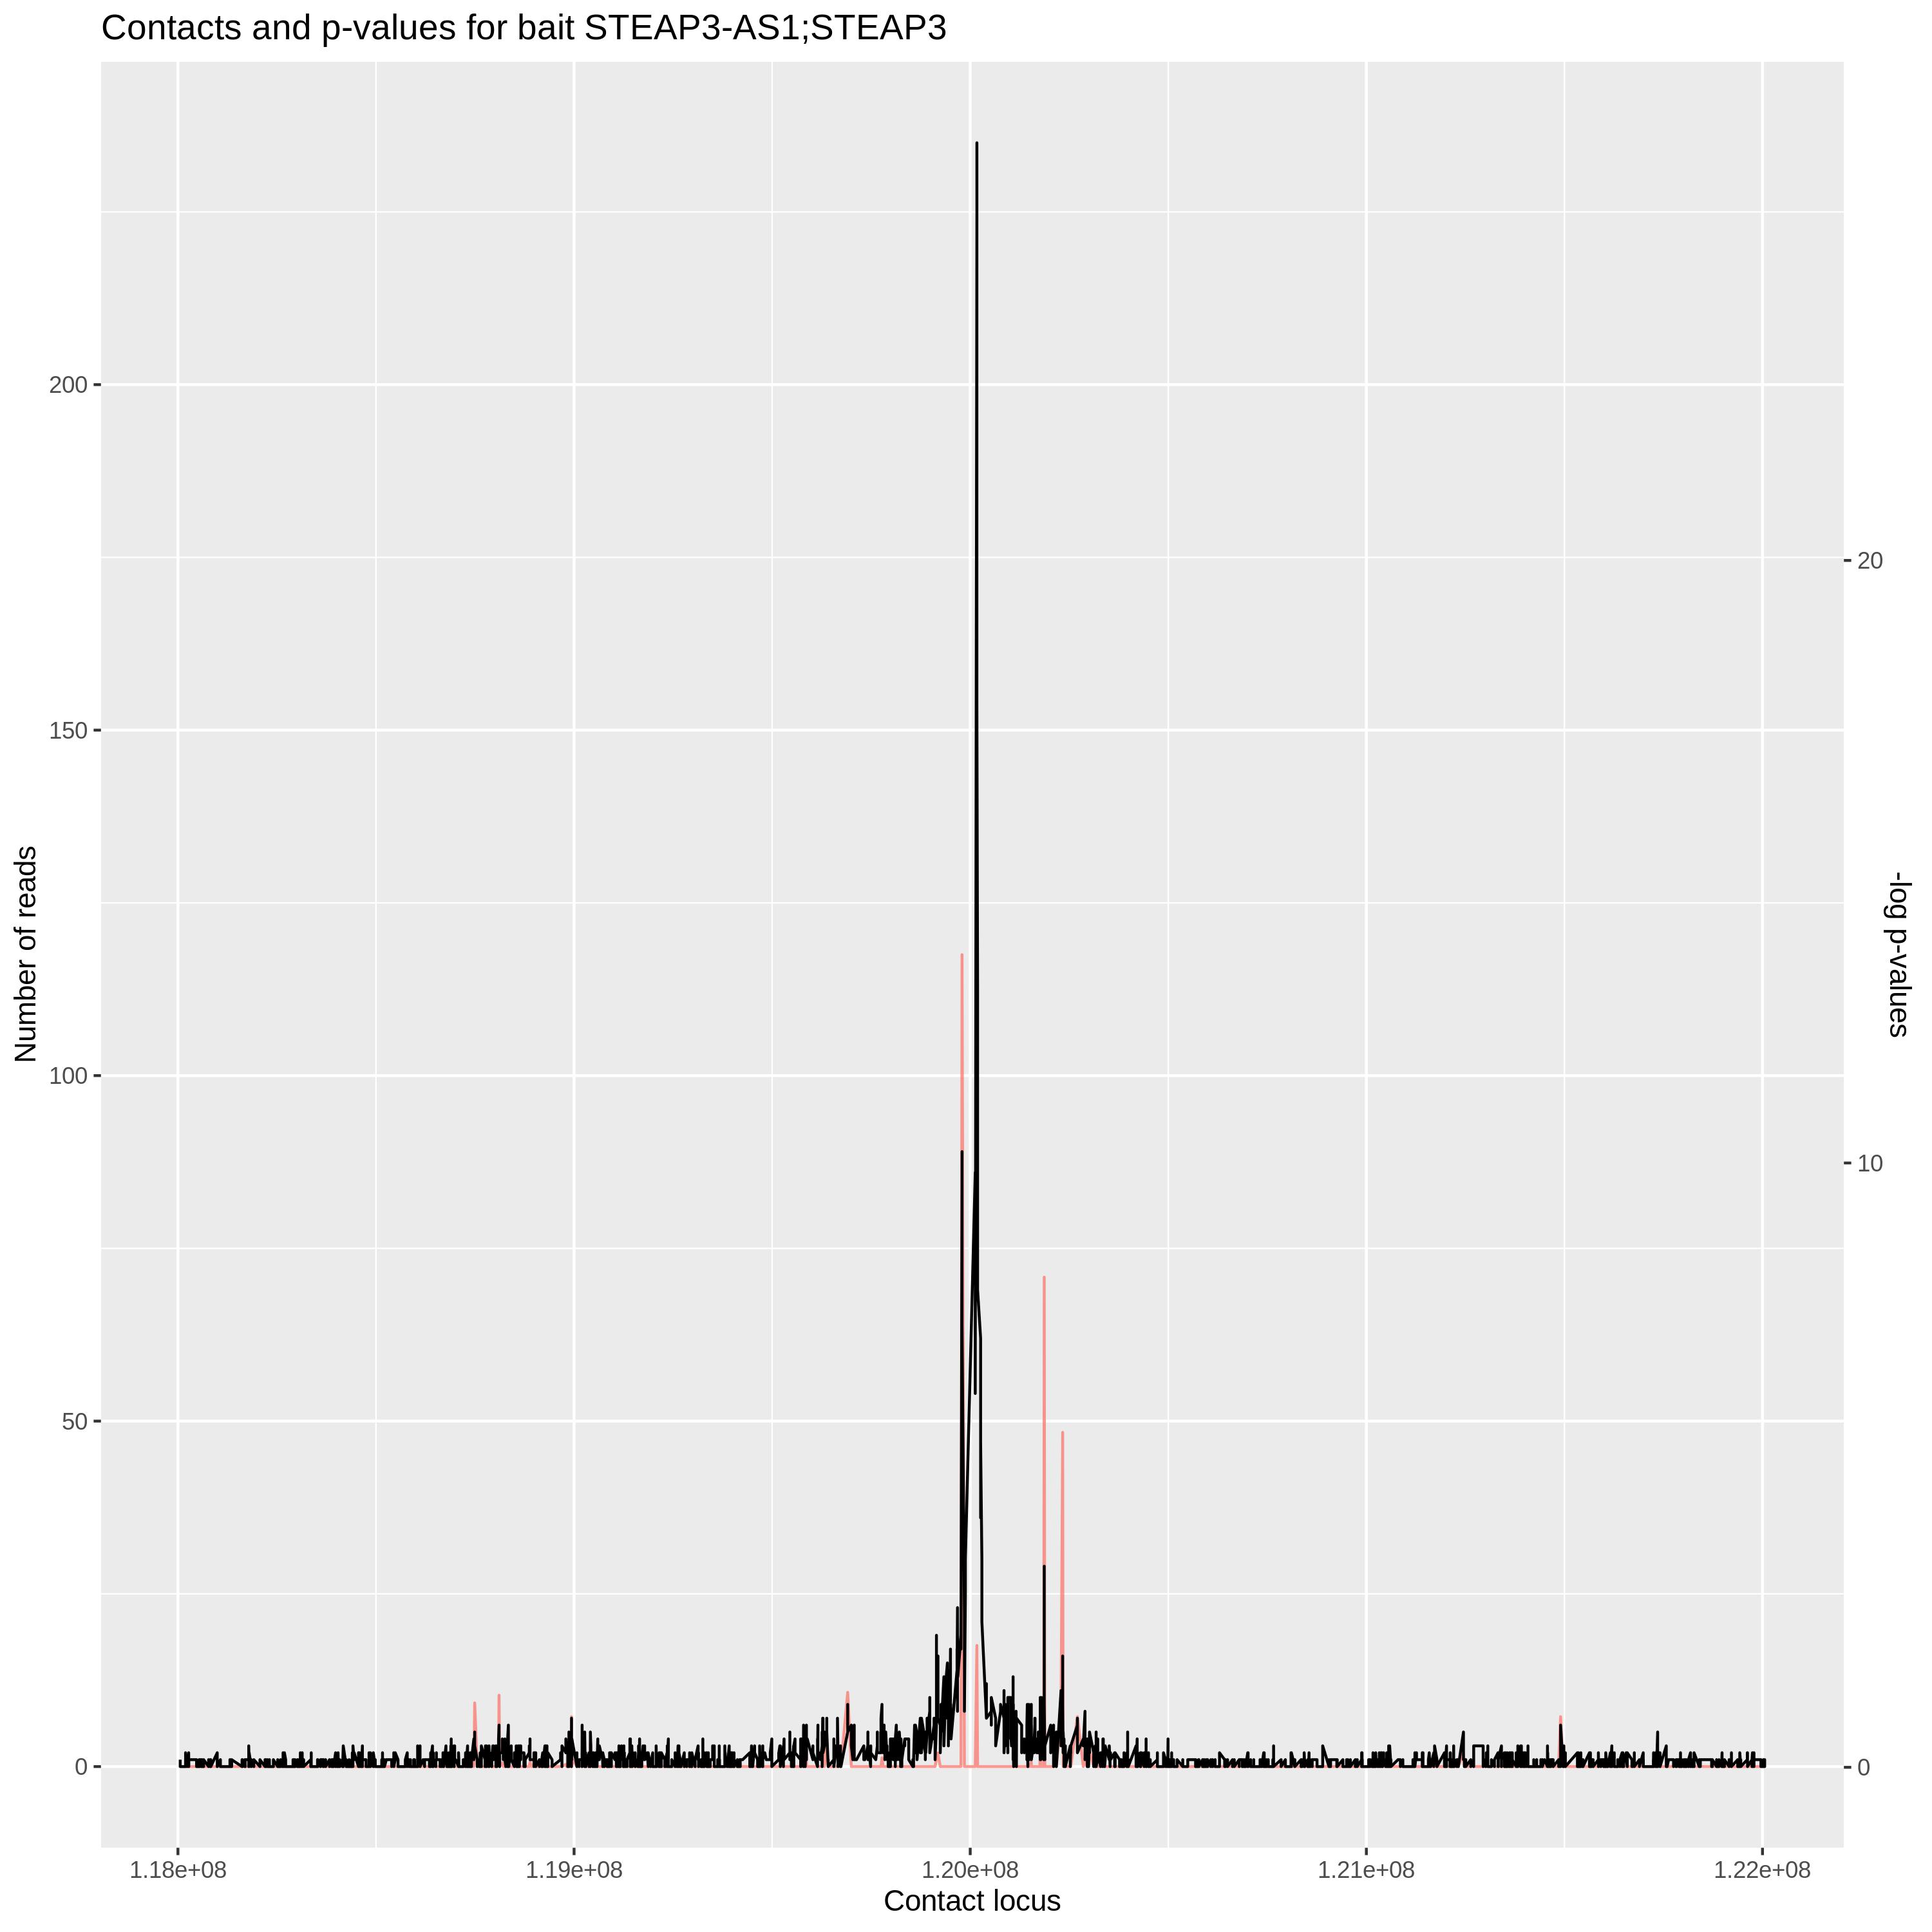 Contacts and p-values for bait STEAP3-AS1;STEAP3
Number of reads
200
150
100
50
0
20
10
0
-log p-values
1.18e+08
1.19e+08
1.20e+08
1.21e+08
1.22e+08
Contact locus